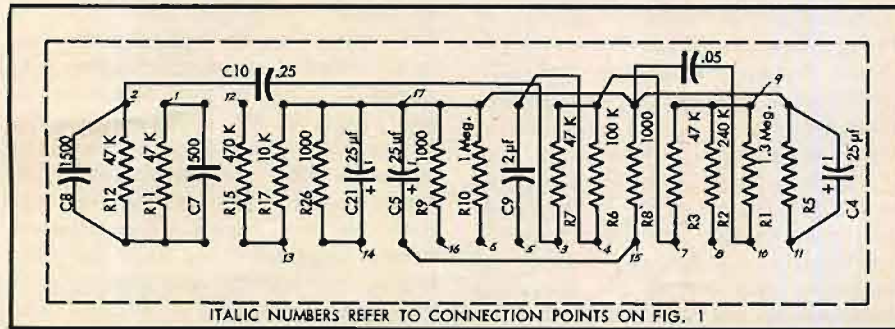 C10 .25
.05
2
1
12
17
9
C8 1500
R12 47 K
R11 47 K
C7 500
R15 470 K
R17 10 K
R26 1000
C21 25 µf
+
C5 25 µf
+
R9 1000
R10 1 Meg.
C9 2 µf
R7 47 K
R6 100 K
R8 1000
R3 47 K
R2 240 K
R1 1.3 Meg.
R5
C4 25 µf
+
13
14
16
6
5
3
4
15
7
8
10
11
ITALIC NUMBERS REFER TO CONNECTION POINTS ON FIG. 1